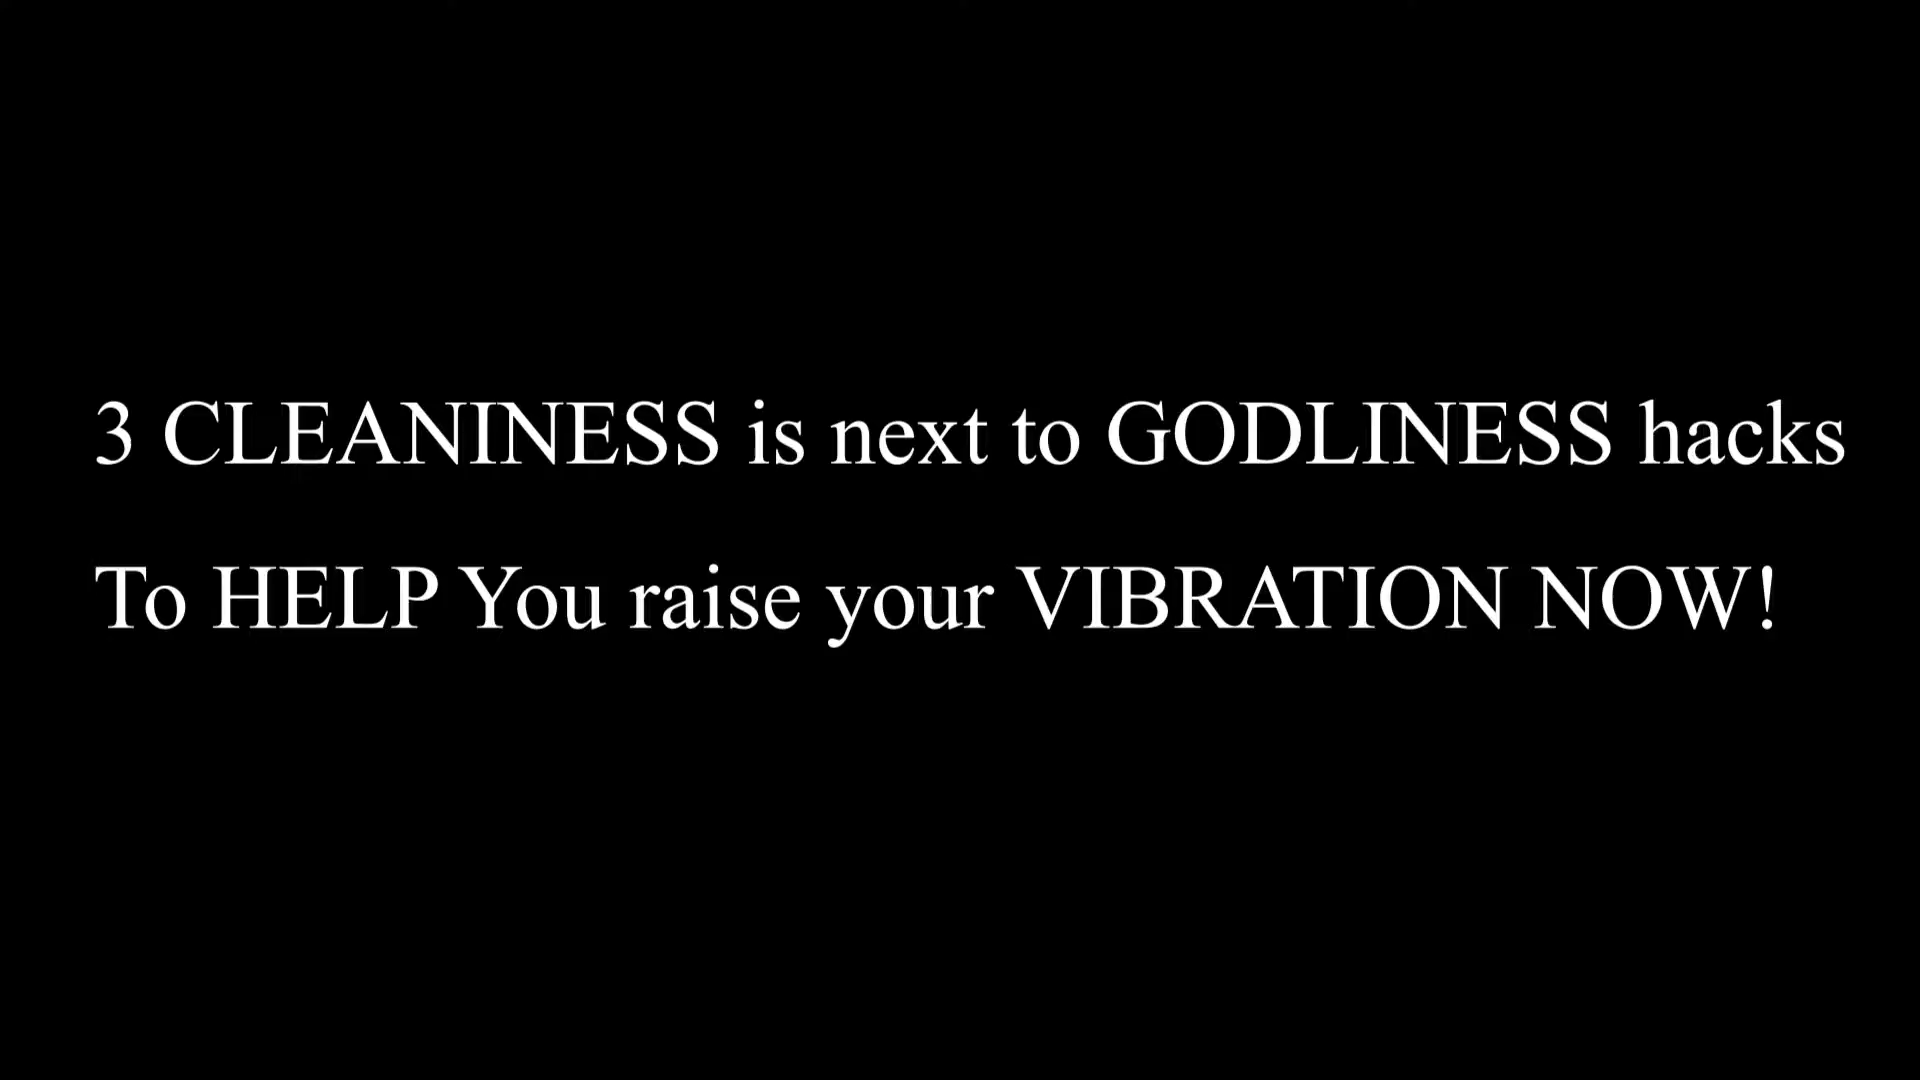 3 CLEANINESS is next to GODLINESS hacks
To HELP You raise your VIBRATION NOW!